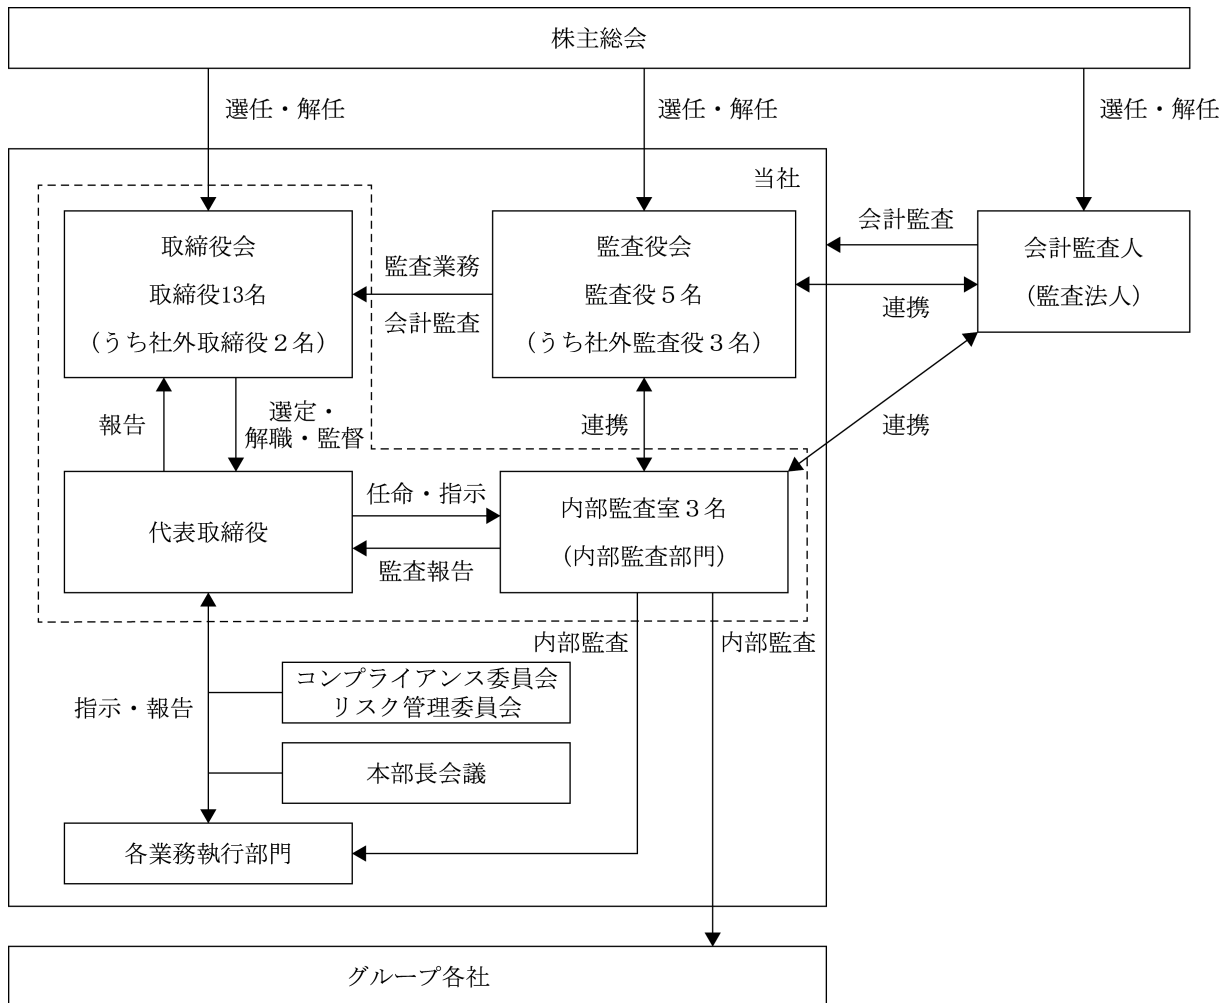 株主総会
選任・解任
選任・解任
選任・解任
当社
取締役会
取締役13名
（うち社外取締役２名）
監査業務
会計監査
監査役会
監査役５名
（うち社外監査役３名）
会計監査
連携
会計監査人
（監査法人）
報告
選定・
解職・監督
連携
連携
代表取締役
任命・指示
監査報告
内部監査室３名
（内部監査部門）
内部監査
内部監査
指示・報告
コンプライアンス委員会
リスク管理委員会
本部長会議
各業務執行部門
グループ各社